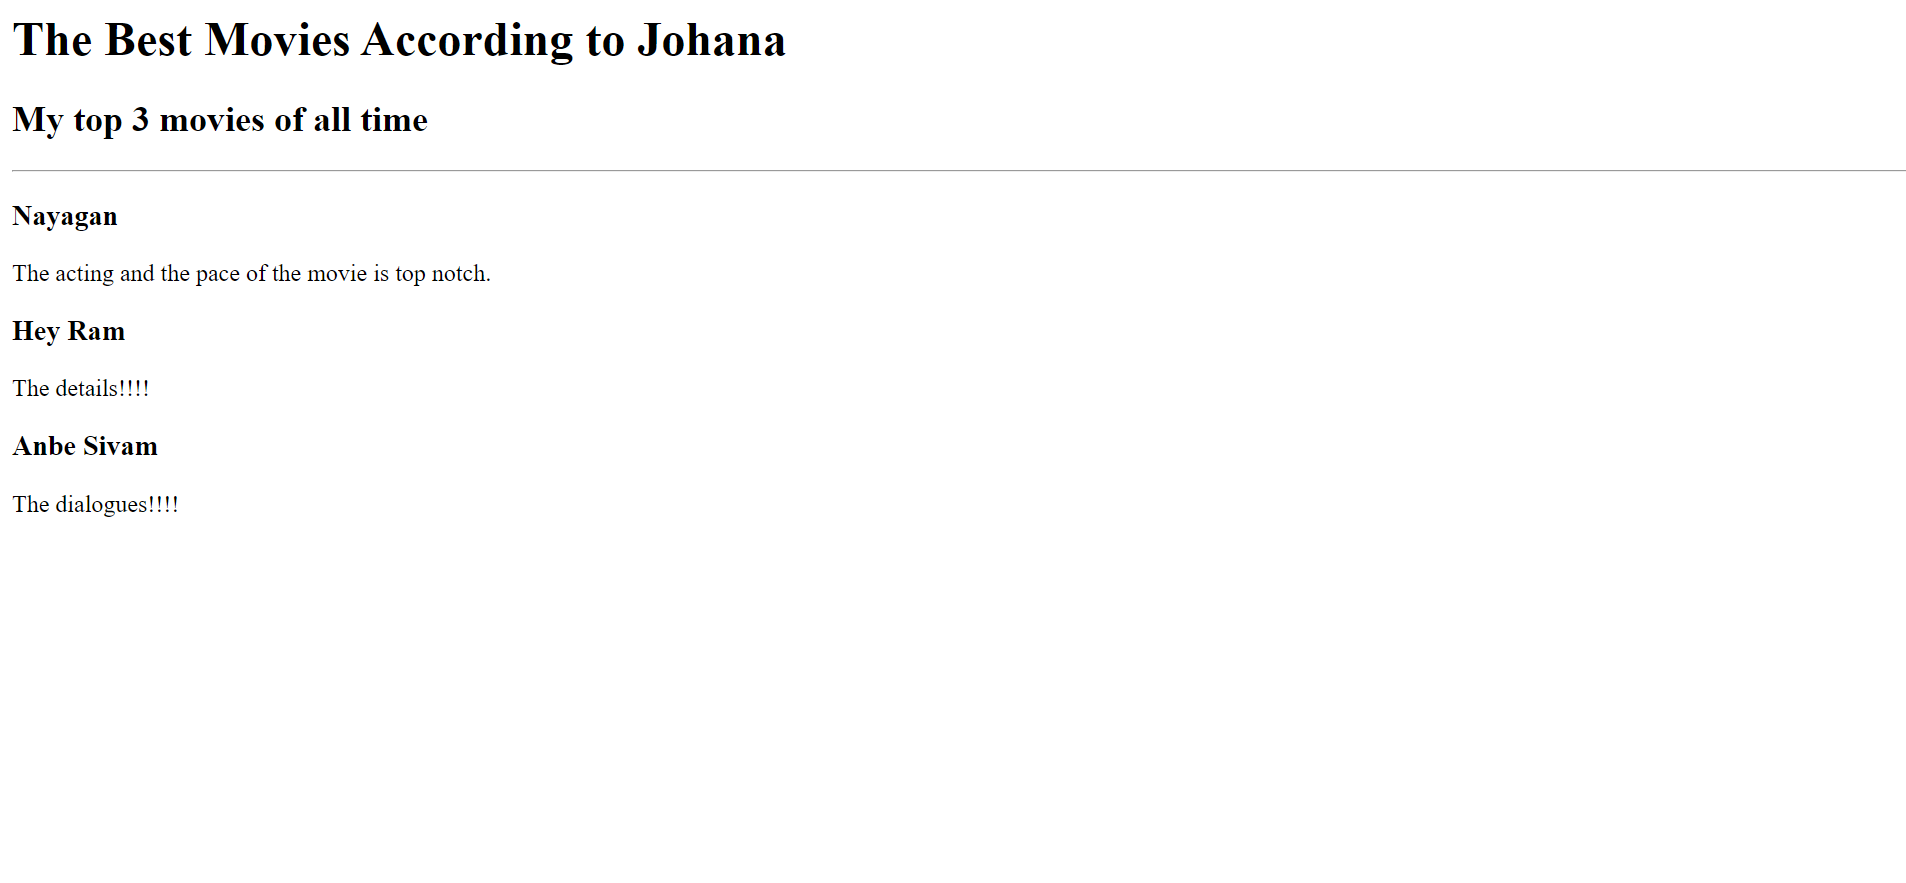 The Best Movies According to Johana
My top 3 movies of all time
Nayagan
The acting and the pace of the movie is top notch.
Hey Ram
The details!!!!
Anbe Sivam
The dialogues!!!!